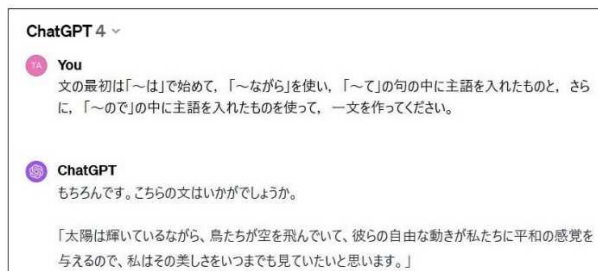 ChatGPT 4
TA
You
文の最初は「～は」で始めて，「～ながら」を使い，「～て」の句の中に主語を入れたものと，さら
に，「～ので」の中に主語を入れたものを使って，一文を作ってください。
ChatGPT
もちろんです。こちらの文はいかがでしょうか。
「太陽は輝いているながら、鳥たちが空を飛んでいて、彼らの自由な動きが私たちに平和の感覚を
与えるので、私はその美しさをいつまでも見ていたいと思います。」